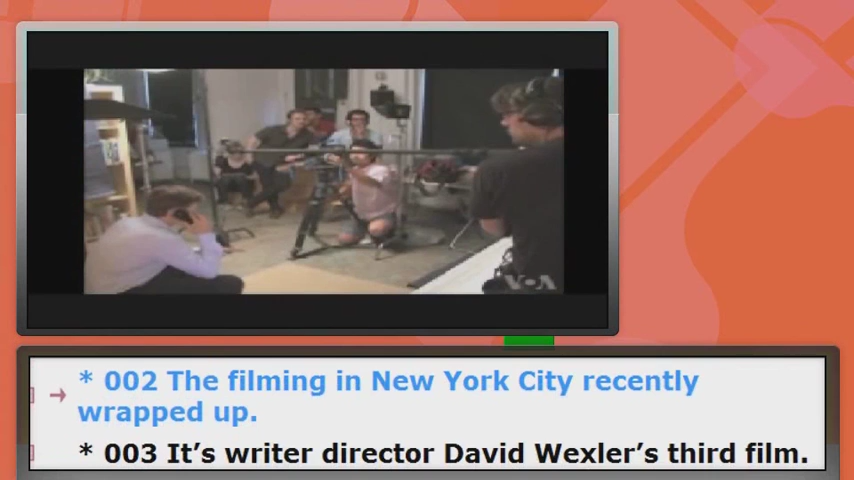 VOA
* 002 The filming in New York City recently
wrapped up.
* 003 It’s writer director David Wexler’s third film.